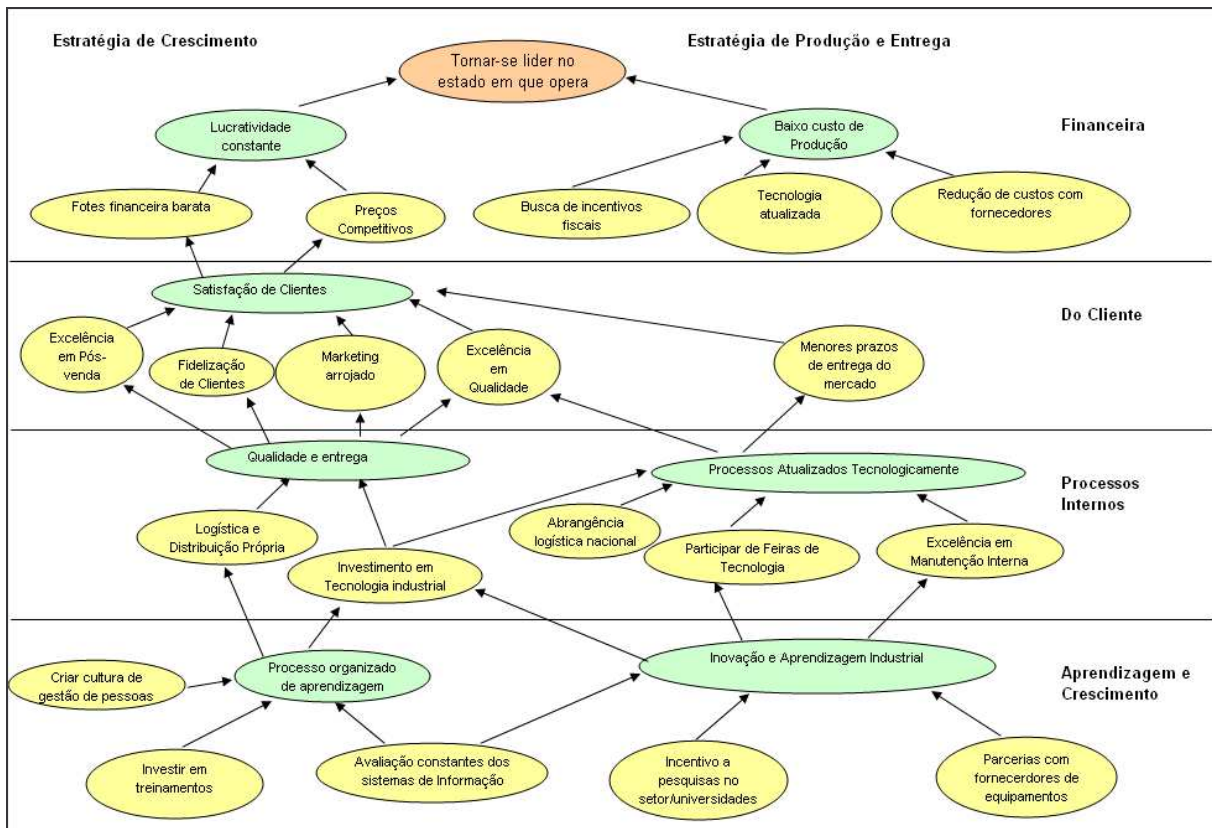 Estratégia de Crescimento
Estratégia de Produção e Entrega
Tornar-se lider no
estado em que opera
Lucratividade
constante
Baixo custo de
Produção
Financeira
Fotes financeira barata
Preços
Competitivos
Busca de incentivos
fiscais
Tecnologia
atualizada
Redução de custos com
fornecedores
Satisfação de Clientes
Do Cliente
Excelência
em Pós-
venda
Fidelização
de Clientes
Marketing
arrojado
Excelência
em
Qualidade
Menores prazos
de entrega do
mercado
Qualidade e entrega
Processos Atualizados Tecnologicamente
Processos
Internos
Logística e
Distribuição Própria
Investimento em
Tecnologia industrial
Abrangência
logística nacional
Participar de Feiras de
Tecnologia
Excelência em
Manutenção Interna
Processo organizado
de aprendizagem
Inovação e Aprendizagem Industrial
Aprendizagem e
Crescimento
Criar cultura de
gestão de pessoas
Investir em
treinamentos
Avaliação constantes dos
sistemas de Informação
Incentivo a
pesquisas no
setor/universidades
Parcerias com
fornecerdores de
equipamentos